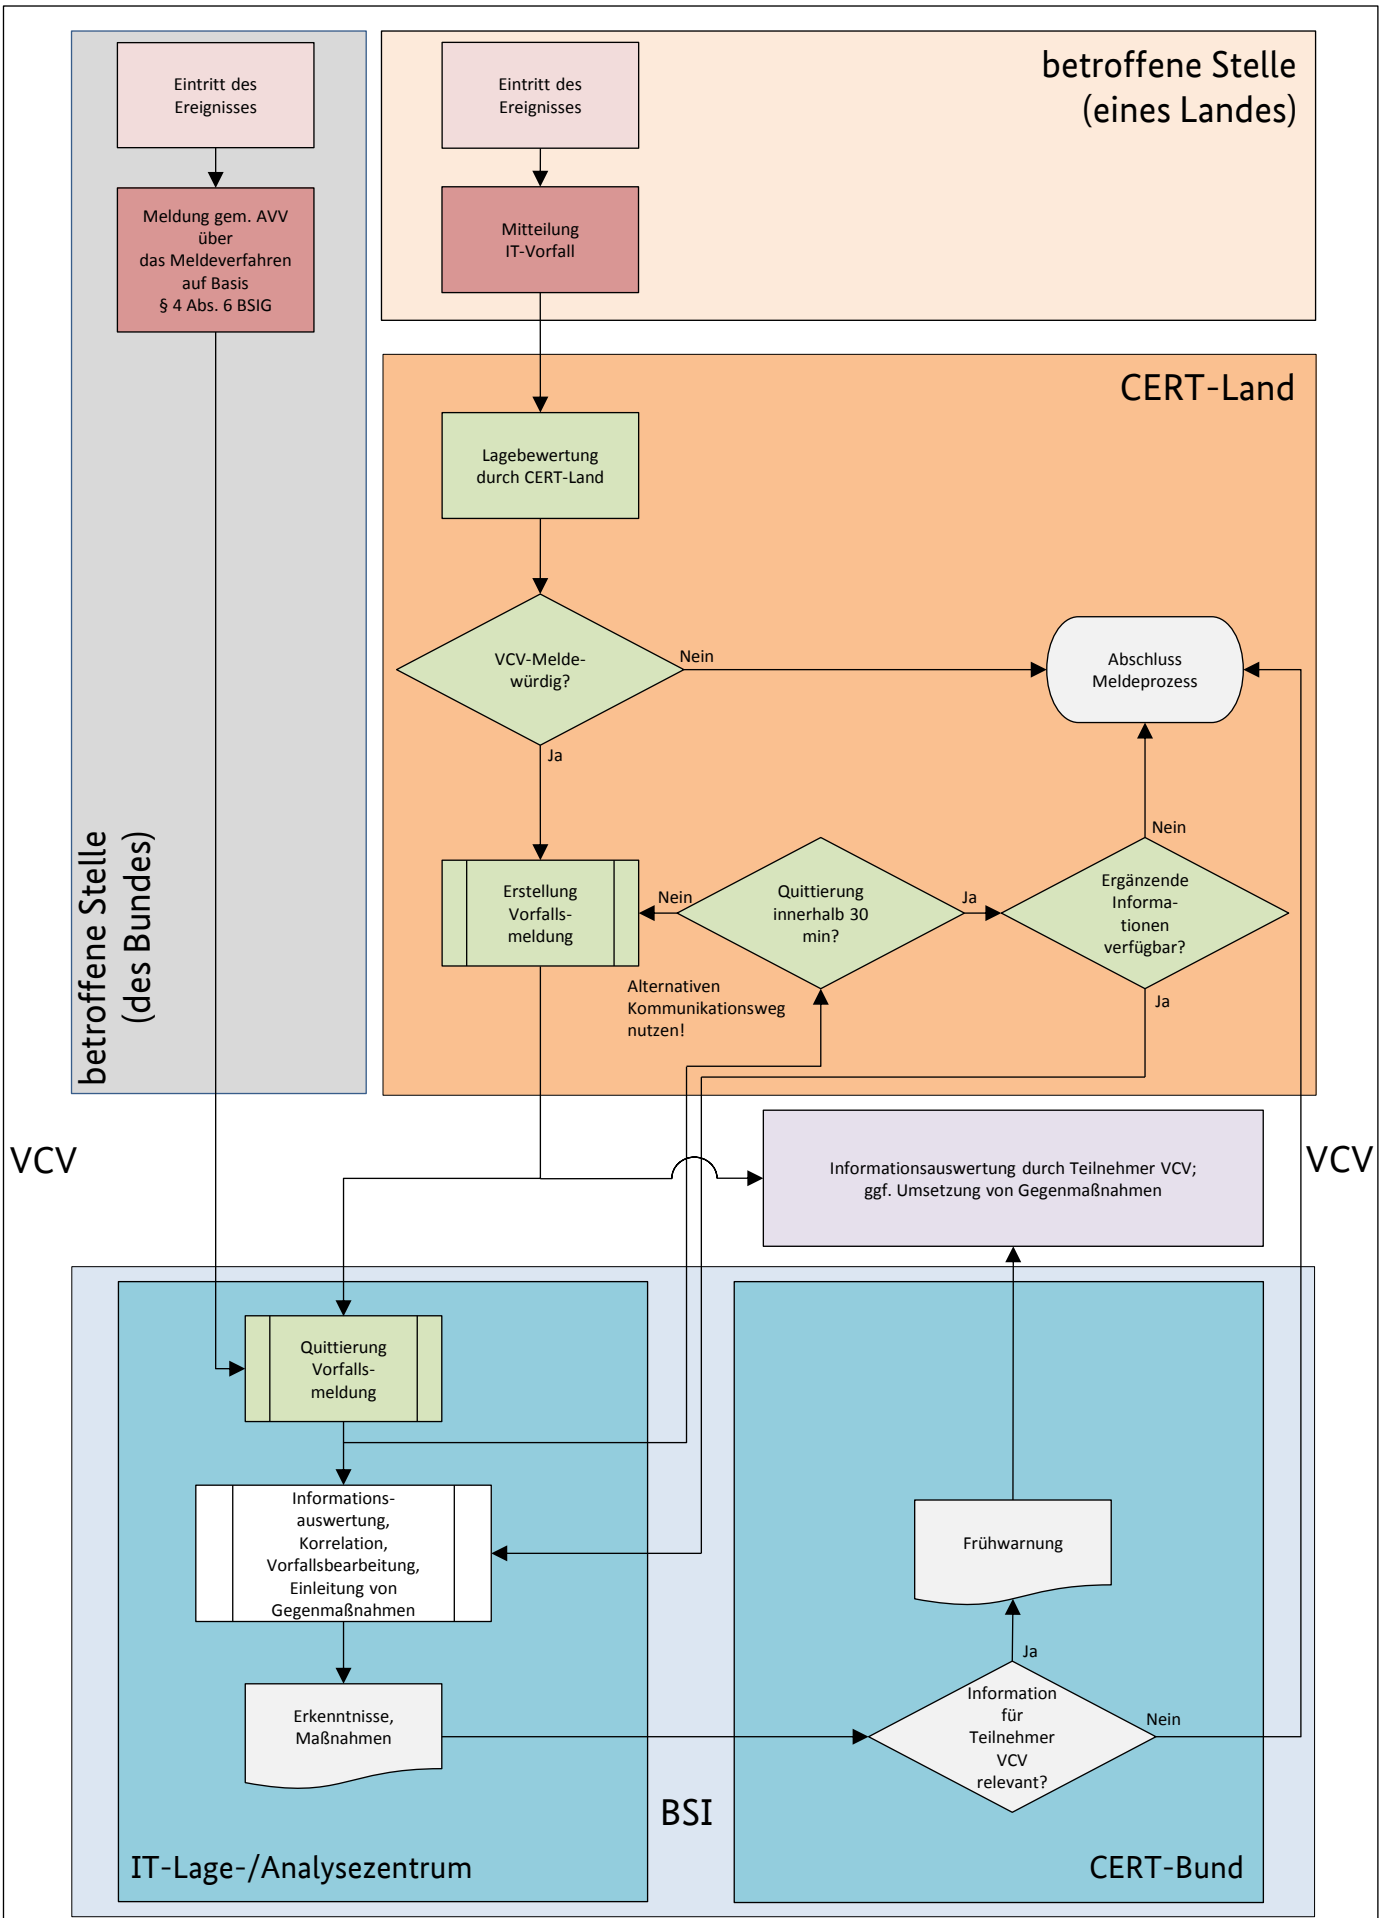 Eintritt des
Ereignisses
Meldung gem. AVV
über
das Meldeverfahren
auf Basis
§ 4 Abs. 6 BSIG
betroffene Stelle
(des Bundes)
betroffene Stelle
(eines Landes)
Eintritt des
Ereignisses
Mitteilung
IT-Vorfall
CERT-Land
Lagebewertung
durch CERT-Land
VCV-Melde-
würdig?
Nein
Ja
Abschluss
Meldeprozess
Erstellung
Vorfalls-
meldung
Nein
Quittierung
innerhalb 30
min?
Ja
Ergänzende
Informa-
tionen
verfügbar?
Nein
Ja
Alternativen
Kommunikationsweg
nutzen!
VCV
VCV
Informationsauswertung durch Teilnehmer VCV;
ggf. Umsetzung von Gegenmaßnahmen
Quittierung
Vorfalls-
meldung
Informations-
auswertung,
Korrelation,
Vorfallsbearbeitung,
Einleitung von
Gegenmaßnahmen
Erkenntnisse,
Maßnahmen
IT-Lage-/Analysezentrum
BSI
Frühwarnung
Ja
Information
für
Teilnehmer
VCV
relevant?
Nein
CERT-Bund